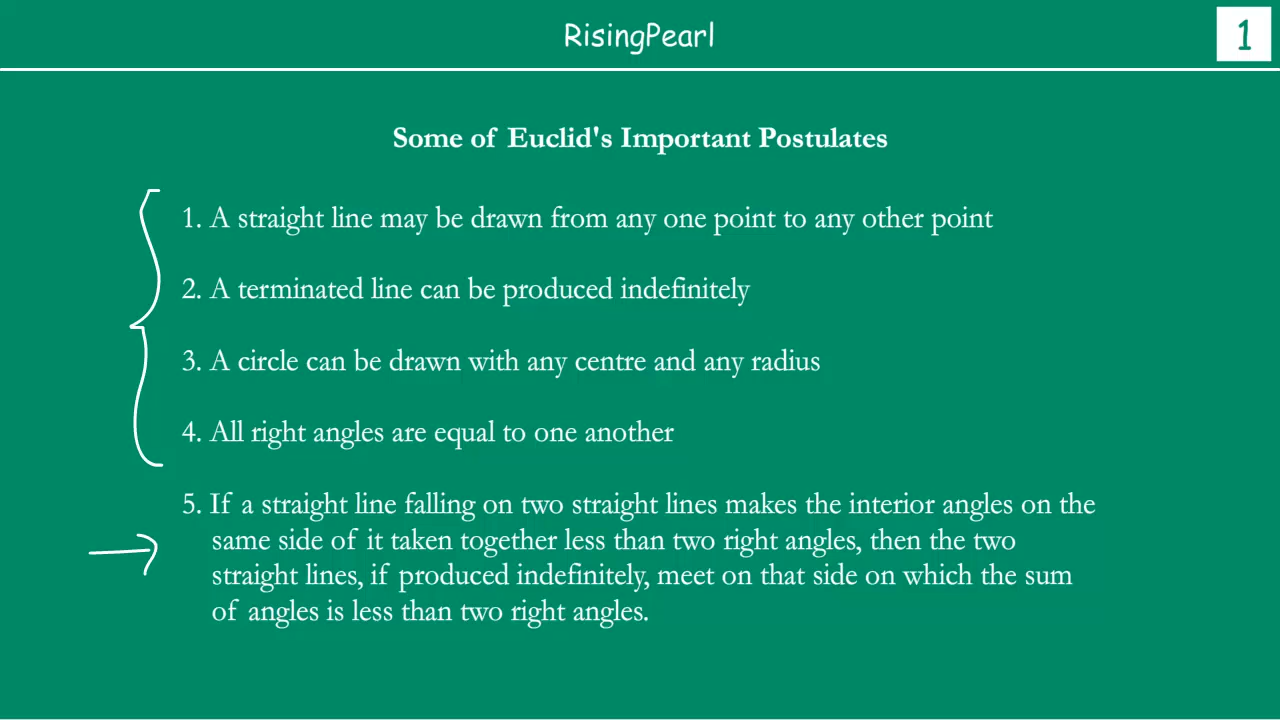 RisingPearl
1
Some of Euclid's Important Postulates
1. A straight line may be drawn from any one point to any other point
2. A terminated line can be produced indefinitely
3. A circle can be drawn with any centre and any radius
4. All right angles are equal to one another
5. If a straight line falling on two straight lines makes the interior angles on the
same side of it taken together less than two right angles, then the two
straight lines, if produced indefinitely, meet on that side on which the sum
of angles is less than two right angles.